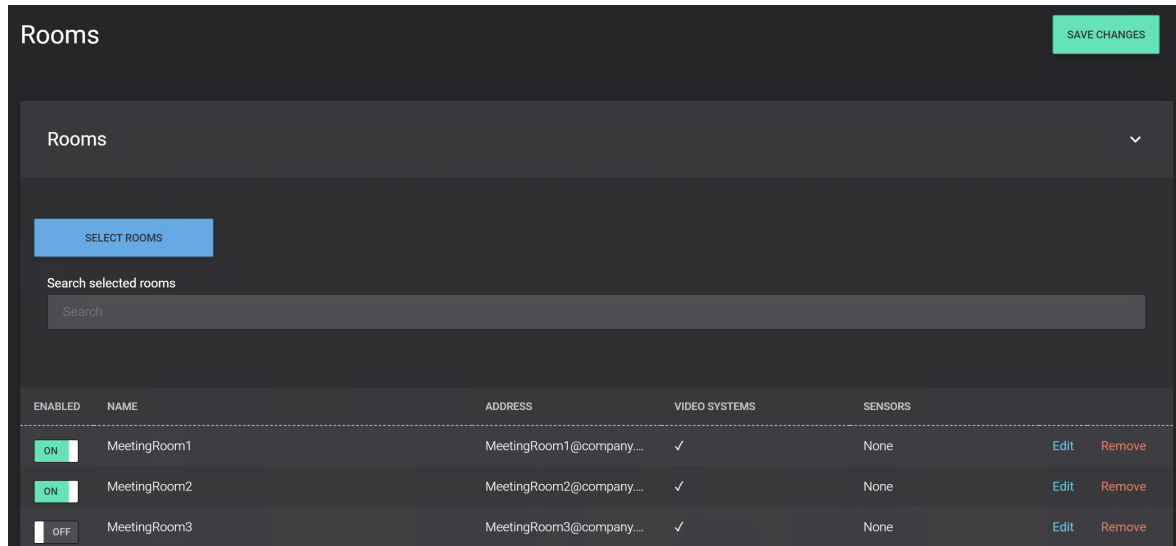 Rooms
SAVE CHANGES
Rooms
SELECT ROOMS
Search selected rooms
Search
ENABLED NAME ADDRESS VIDEO SYSTEMS SENSORS
ON MeetingRoom1 MeetingRoom1@company.... ✓ None Edit Remove
ON MeetingRoom2 MeetingRoom2@company.... ✓ None Edit Remove
OFF MeetingRoom3 MeetingRoom3@company.... ✓ None Edit Remove